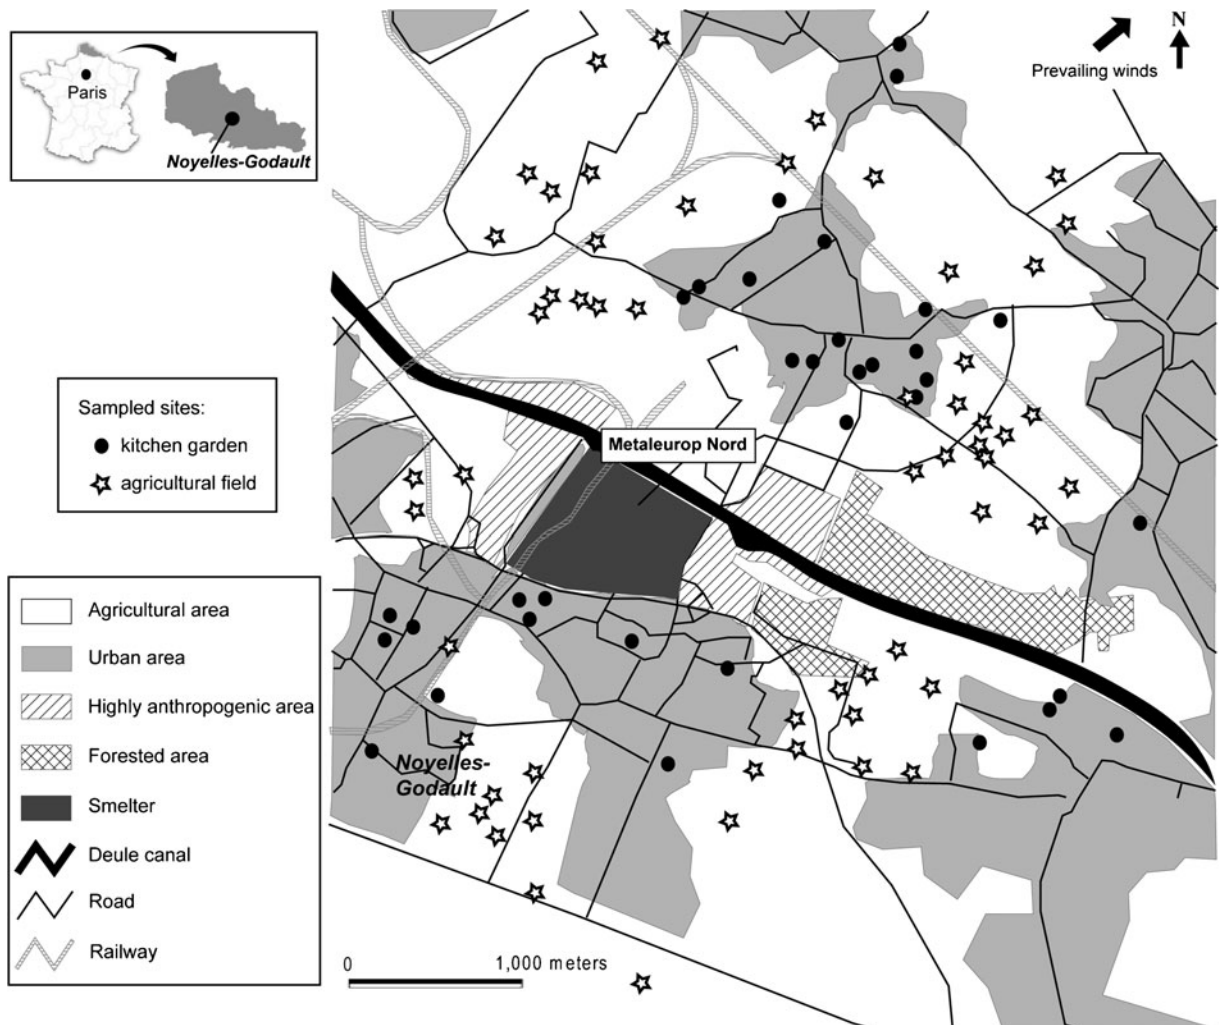 Paris
Noyelles-Godault
Prevailing winds
N
Sampled sites:
kitchen garden
agricultural field
Metaleurop Nord
Agricultural area
Urban area
Highly anthropogenic area
Forested area
Smelter
Deule canal
Road
Railway
Noyelles-
Godault
0
1,000 meters